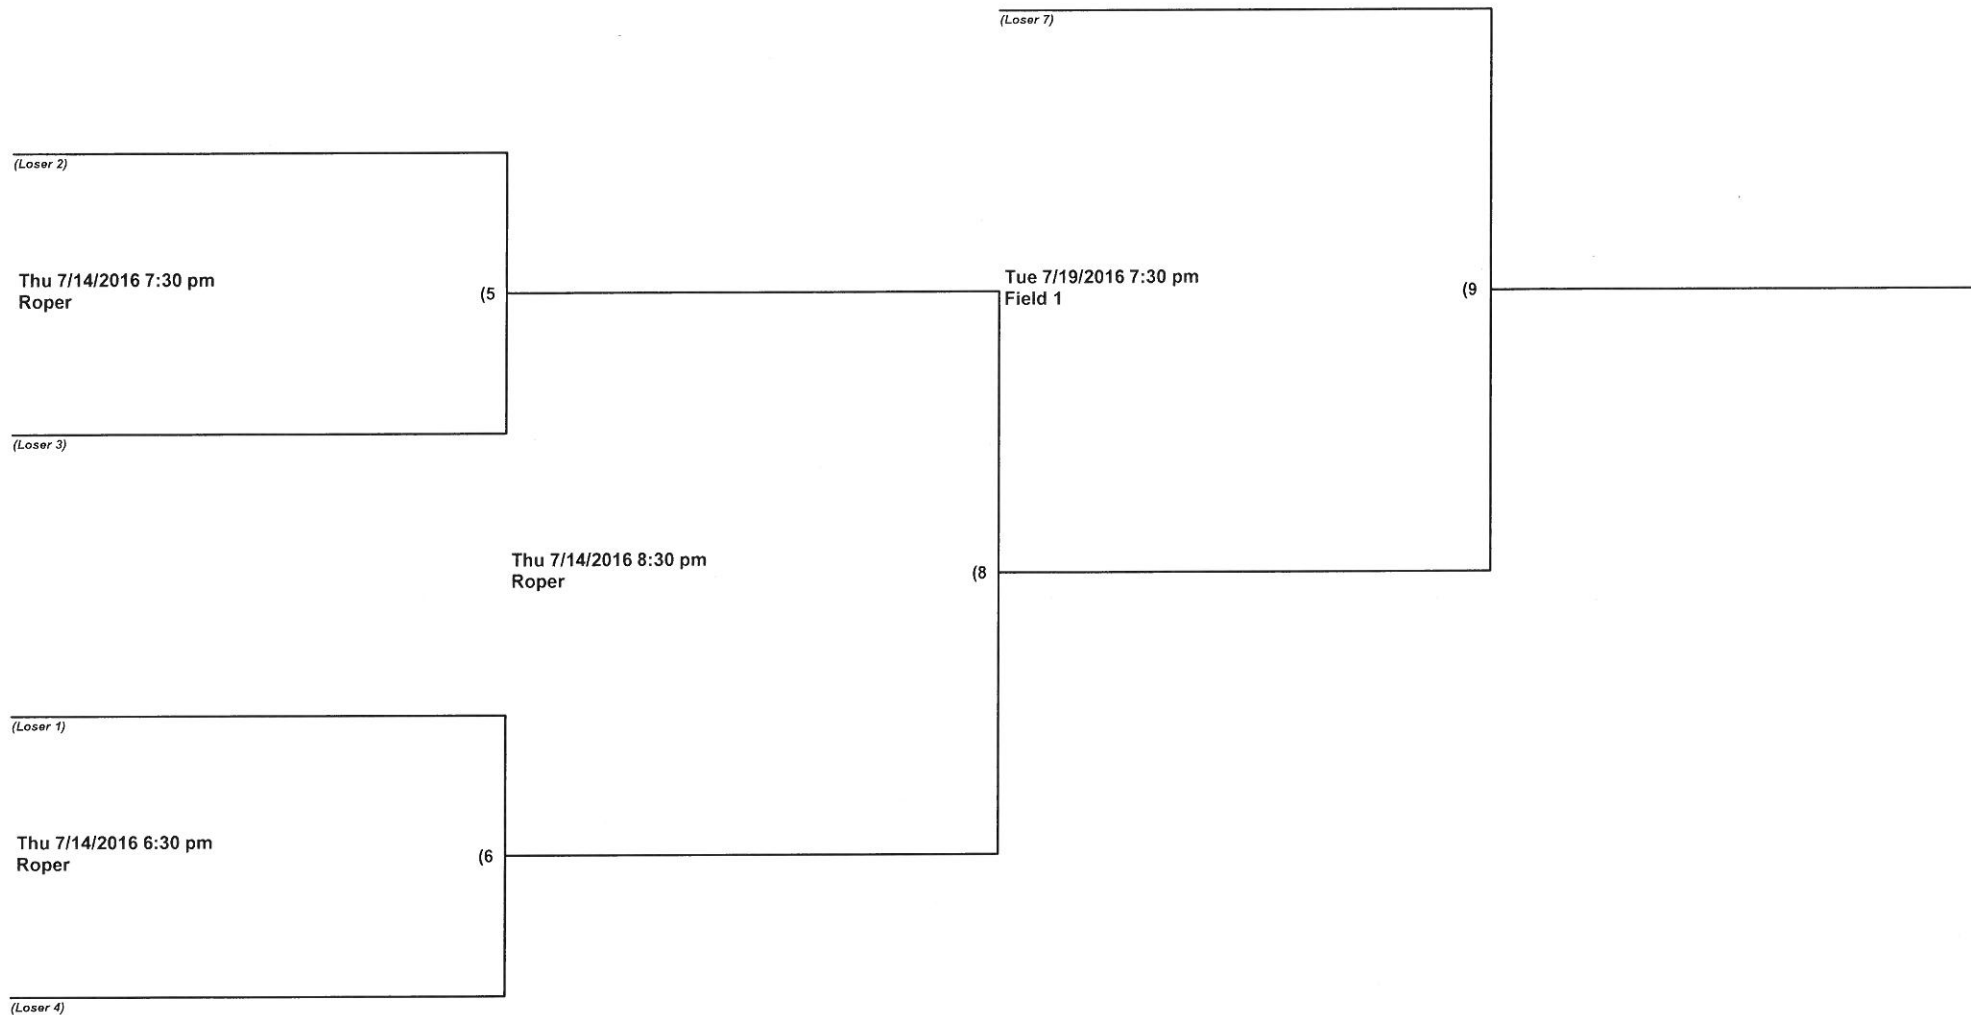 (Loser 7)
(Loser 2)
Thu 7/14/2016 7:30 pm
Roper
(5
Tue 7/19/2016 7:30 pm
Field 1
(9
(Loser 3)
Thu 7/14/2016 8:30 pm
Roper
(8
(Loser 1)
Thu 7/14/2016 6:30 pm
Roper
(6
(Loser 4)